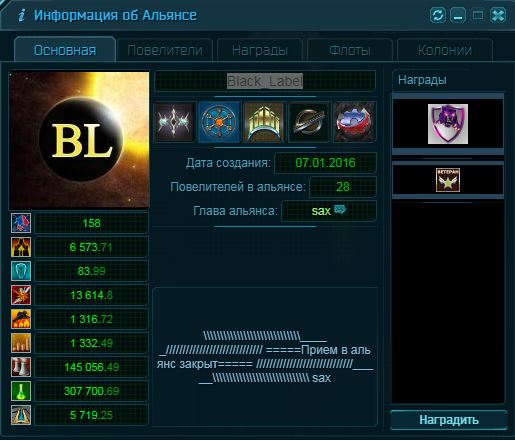 i Информация об Альянсе
Основная
Повелители
Награды
Флоты
Колонии
BL
Black_Label
Дата создания: 07.01.2016
Повелителей в альянсе: 28
Глава альянса: sax
158
6 573.71
83.99
13 614.8
1 316.72
1 332.49
145 056.49
307 700.69
5 719.25
\\\\\\\\\\\\\\\\\\\\\\\\\\\\\____
_///////////////////////////// =====Прием в аль
янс закрыт===== /////////////////////////////___
__\\\\\\\\\\\\\\\\\\\\\\\\\\\\\ sax
Награды
ВЕТЕРАН
Наградить